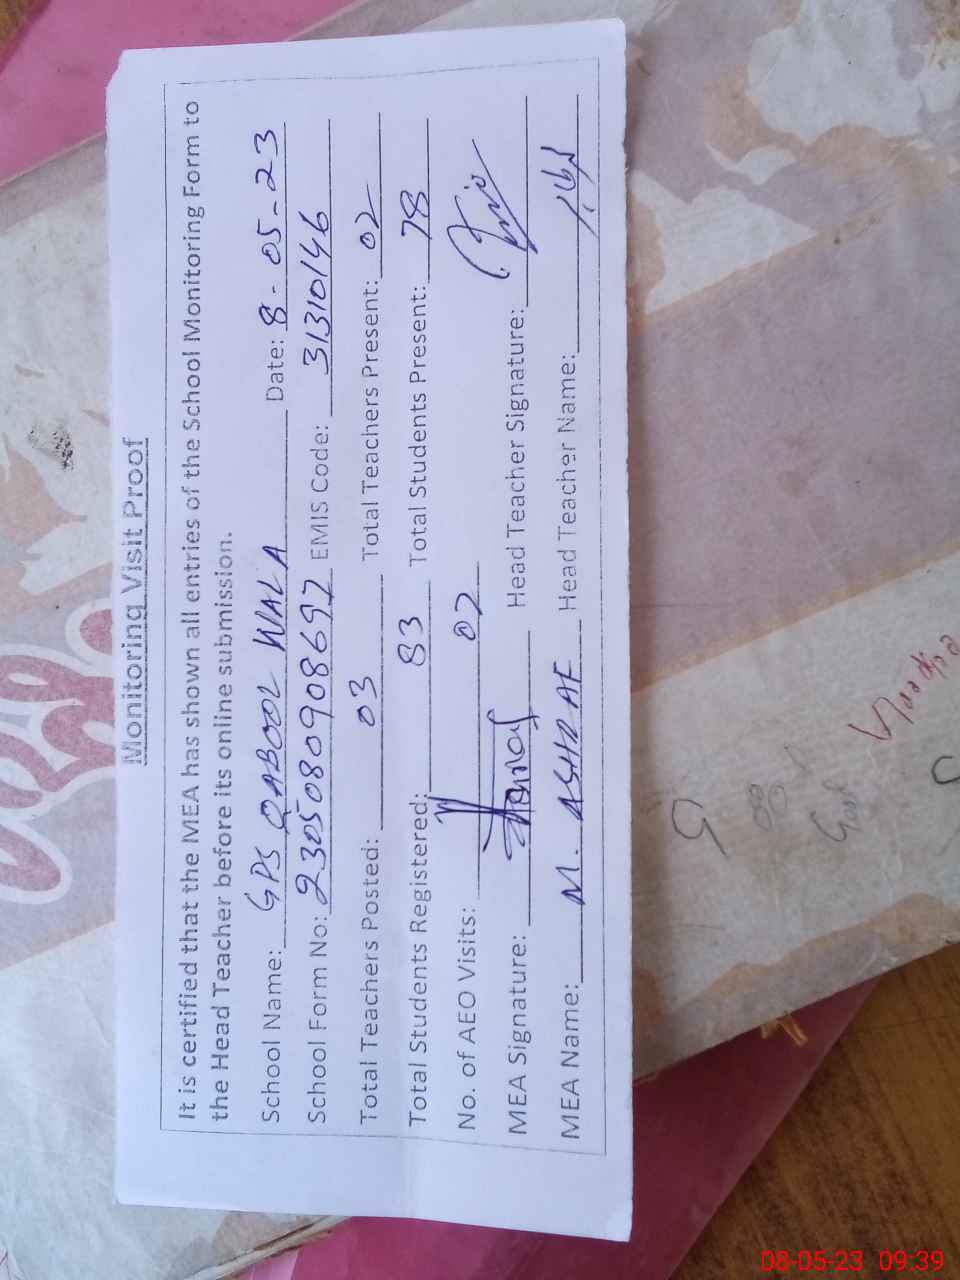 Monitoring Visit Proof
It is certified that the MEA has shown all entries of the School Monitoring Form to
the Head Teacher before its online submission.
School Name: GPS QABOOL WALA Date: 8-05-23
School Form No: 230508090908697 EMIS Code: 31310146
Total Teachers Posted: 03 Total Teachers Present: 02
Total Students Registered: 83 Total Students Present: 78
No. of AEO Visits: 02
MEA Signature: Head Teacher Signature:
MEA Name: M. ASHRAF Head Teacher Name:
08-05-23 09:39